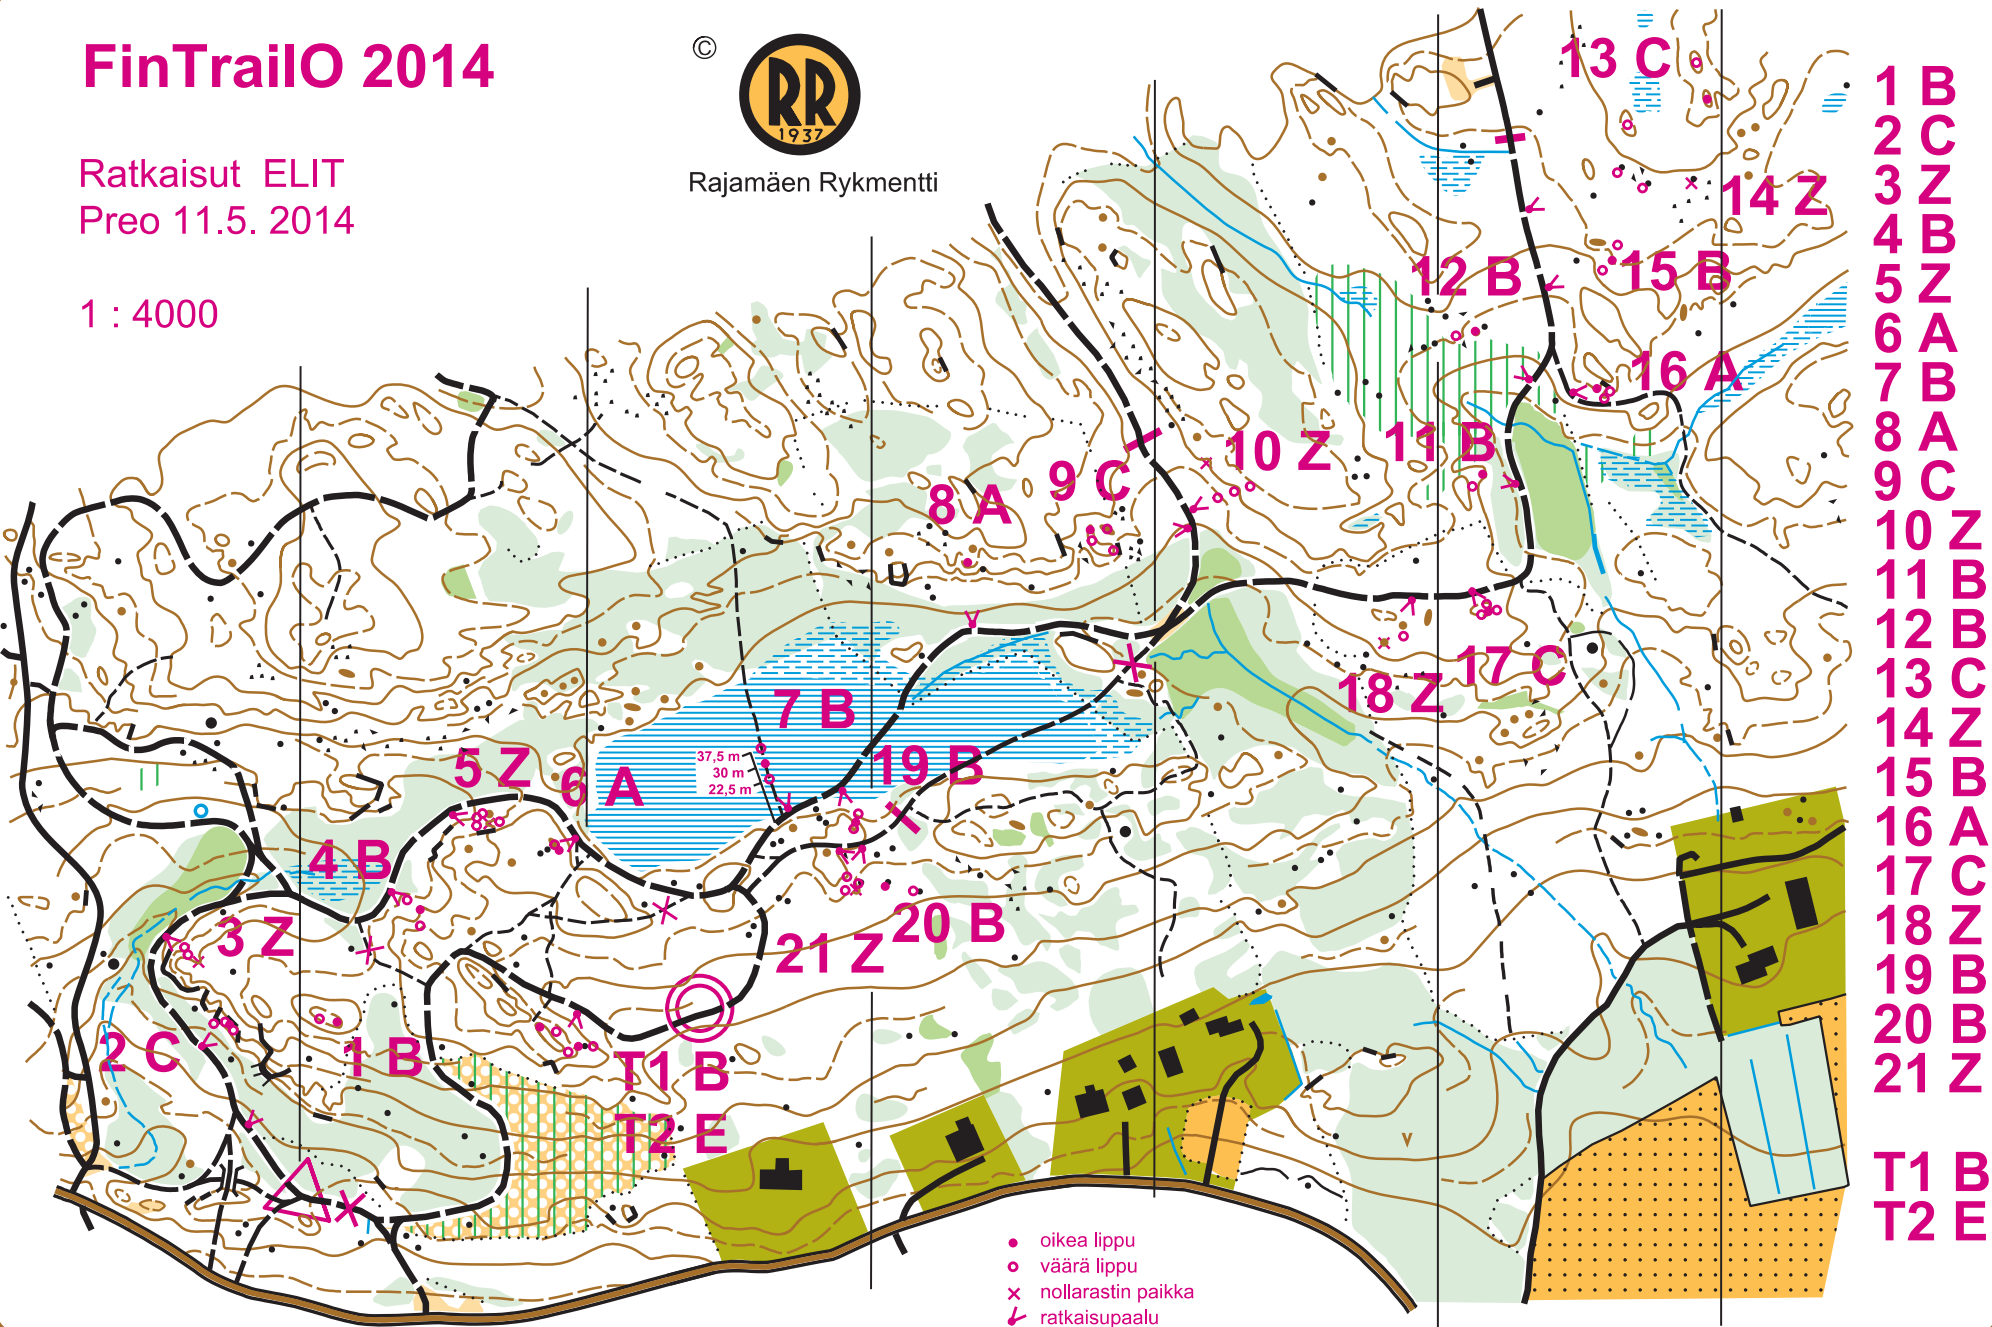 FinTrailO 2014
©
RR
1937
Rajamäen Rykmentti
Ratkaisut ELIT
Preo 11.5. 2014
1 : 4000
13 C
14 Z
12 B
15 B
16 A
10 Z
11 B
9 C
8 A
18 Z
17 C
7 B
37,5 m
30 m
22,5 m
19 B
5 Z
6 A
4 B
3 Z
20 B
21 Z
2 C
1 B
T1 B
T2 E
1 B
2 C
3 Z
4 B
5 Z
6 A
7 B
8 A
9 C
10 Z
11 B
12 B
13 C
14 Z
15 B
16 A
17 C
18 Z
19 B
20 B
21 Z
T1 B
T2 E
oikea lippu
väärä lippu
nollarastin paikka
ratkaisupaalu